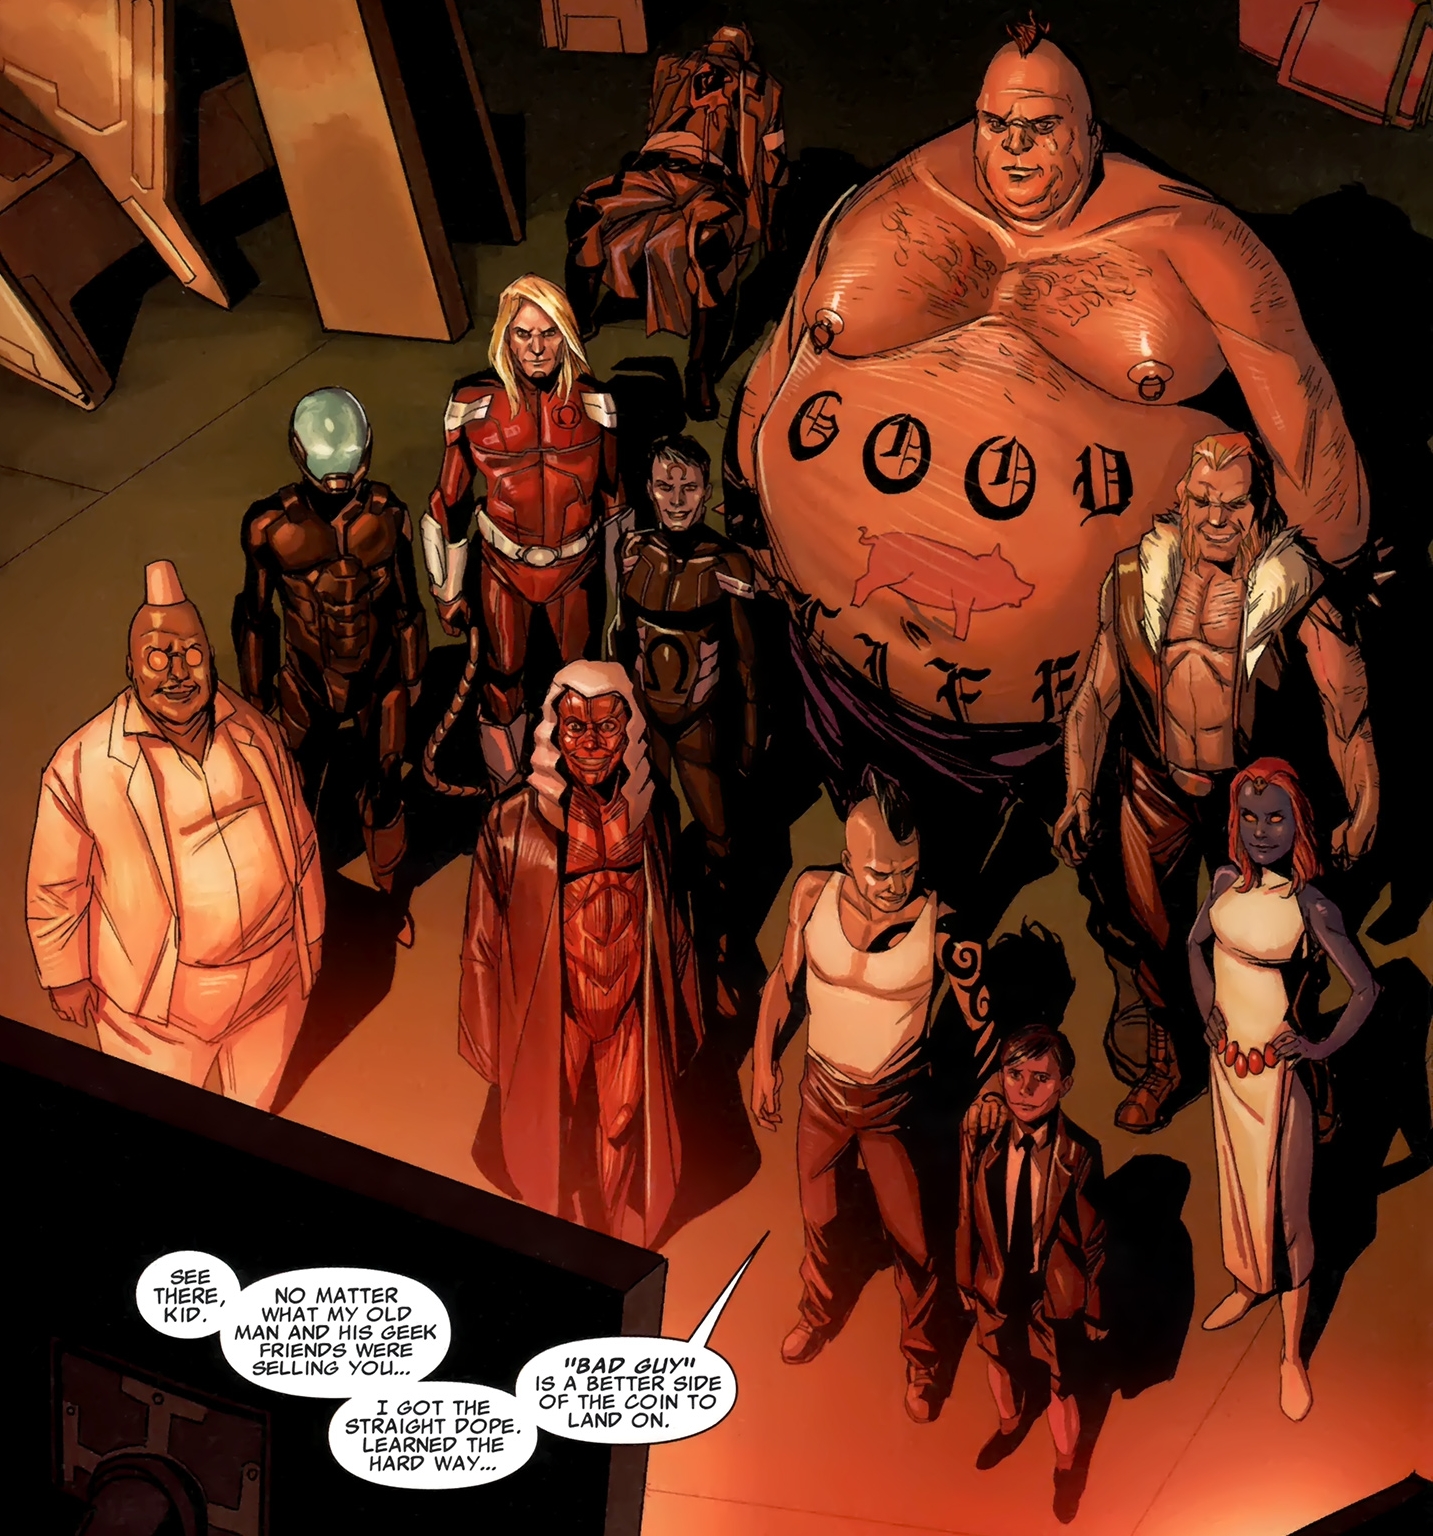 GOOD
LIFE
SEE
THERE,
KID.
NO MATTER
WHAT MY OLD
MAN AND HIS GEEK
FRIENDS WERE
SELLING YOU...
I GOT THE
STRAIGHT DOPE.
LEARNED THE
HARD WAY...
"BAD GUY"
IS A BETTER SIDE
OF THE COIN TO
LAND ON.